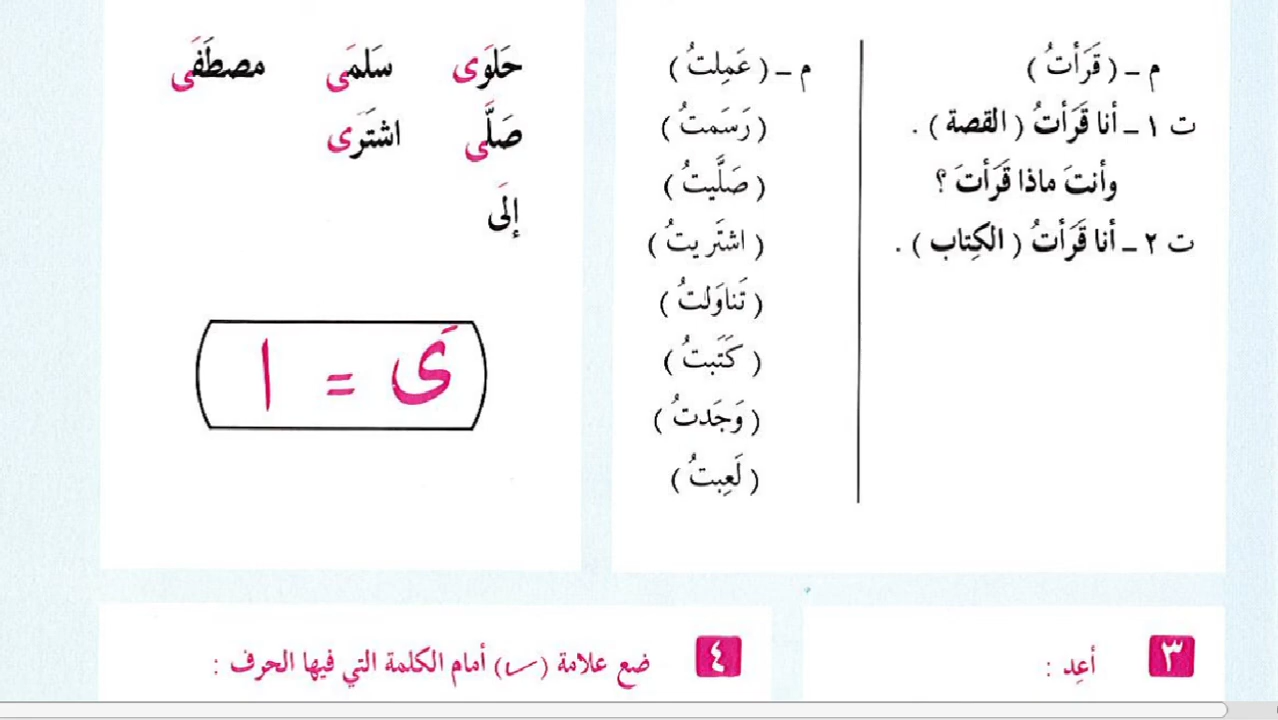 م ـ ( قَرَأتُ )
ت ١ ـ أنا قَرَأتُ ( القصة ) .
وأنتَ ماذا قَرَأتَ ؟
ت ٢ ـ أنا قَرَأتُ ( الكِتاب ) .
م ـ ( عَمِلتُ )
( رَسَمتُ )
( صَلَّيتُ )
( اشتَريتُ )
( تَناوَلتُ )
( كَتَبتُ )
( وَجَدتُ )
( لَعِبتُ )
حَلوَى سَلمَى مصطَفَى
صَلَّى اشتَرَى
إلَى
ـَى = ا
٣ أعِد :
٤ ضع علامة (✓) أمام الكلمة التي فيها الحرف :